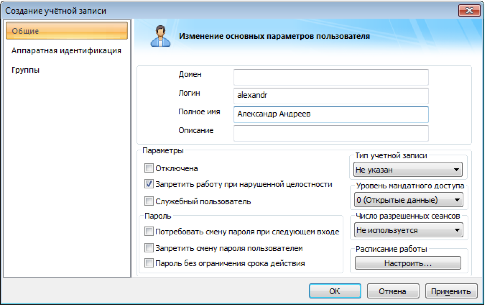 Создание учётной записи
Общие
Аппаратная идентификация
Группы
Изменение основных параметров пользователя
Домен
Логин alexandr
Полное имя Александр Андреев
Описание
Параметры
Отключена
Запретить работу при нарушенной целостности
Служебный пользователь
Пароль
Потребовать смену пароля при следующем входе
Запретить смену пароля пользователем
Пароль без ограничения срока действия
Тип учетной записи
Не указан
Уровень мандатного доступа
0 (Открытые данные)
Число разрешенных сеансов
Не используется
Расписание работы
Настроить...
OK Отмена Применить